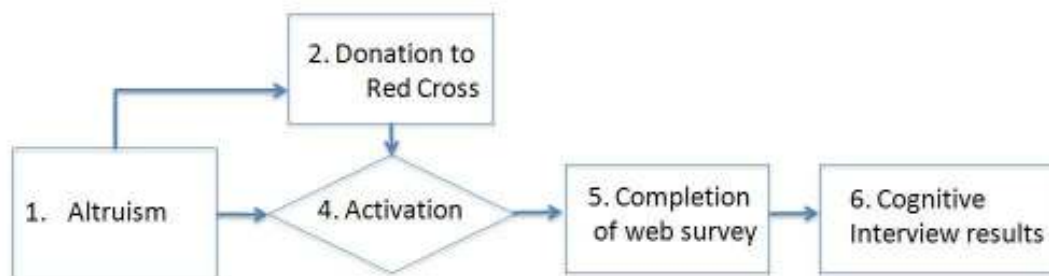 2. Donation to
Red Cross
1. Altruism
4. Activation
5. Completion
of web survey
6. Cognitive
Interview results